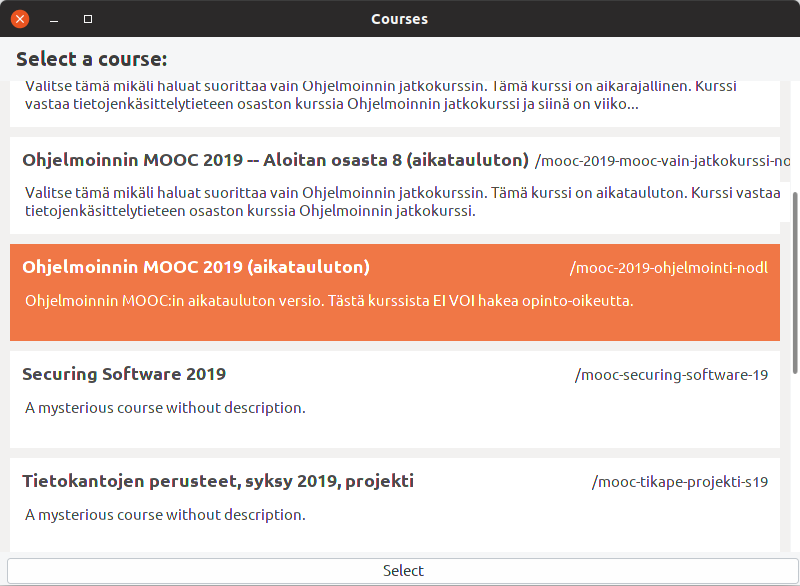 Courses
Select a course:
Valitse tämä mikäli haluat suorittaa vain Ohjelmoinnin jatkokurssin. Tämä kurssi on aikarajallinen. Kurssi
vastaa tietojenkäsittelytieteen osaston kurssia Ohjelmoinnin jatkokurssi ja siinä on viiko...
Ohjelmoinnin MOOC 2019 -- Aloitan osasta 8 (aikatauluton) /mooc-2019-mooc-vain-jatkokurssi-no
Valitse tämä mikäli haluat suorittaa vain Ohjelmoinnin jatkokurssin. Tämä kurssi on aikatauluton. Kurssi vastaa
tietojenkäsittelytieteen osaston kurssia Ohjelmoinnin jatkokurssi.
Ohjelmoinnin MOOC 2019 (aikatauluton) /mooc-2019-ohjelmointi-nodl
Ohjelmoinnin MOOC:in aikatauluton versio. Tästä kurssista EI VOI hakea opinto-oikeutta.
Securing Software 2019 /mooc-securing-software-19
A mysterious course without description.
Tietokantojen perusteet, syksy 2019, projekti /mooc-tikape-projekti-s19
A mysterious course without description.
Select